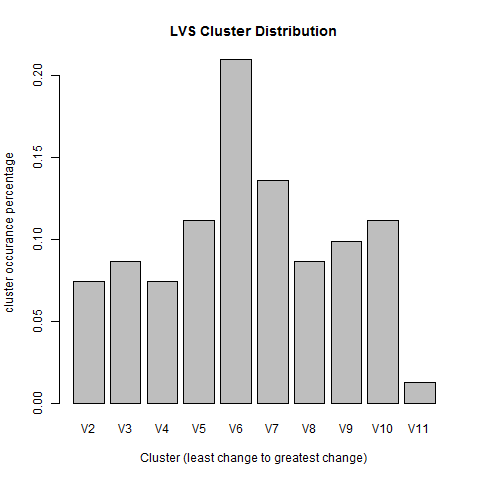 LVS Cluster Distribution
cluster occurance percentage
0.20
0.15
0.10
0.05
0.00
V2 V3 V4 V5 V6 V7 V8 V9 V10 V11
Cluster (least change to greatest change)